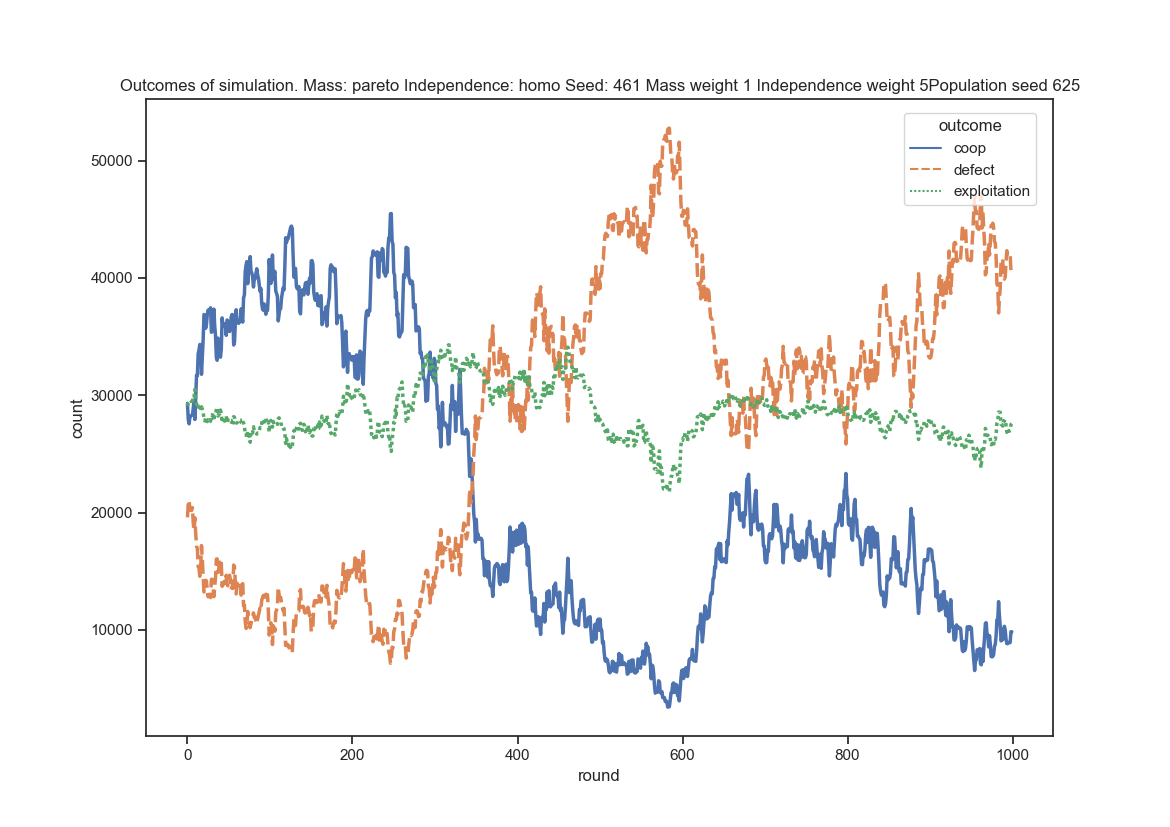 Outcomes of simulation. Mass: pareto Independence: homo Seed: 461 Mass weight 1 Independence weight 5Population seed 625
outcome
coop
defect
exploitation
50000
40000
30000
20000
10000
count
0 200 400 600 800 1000
round